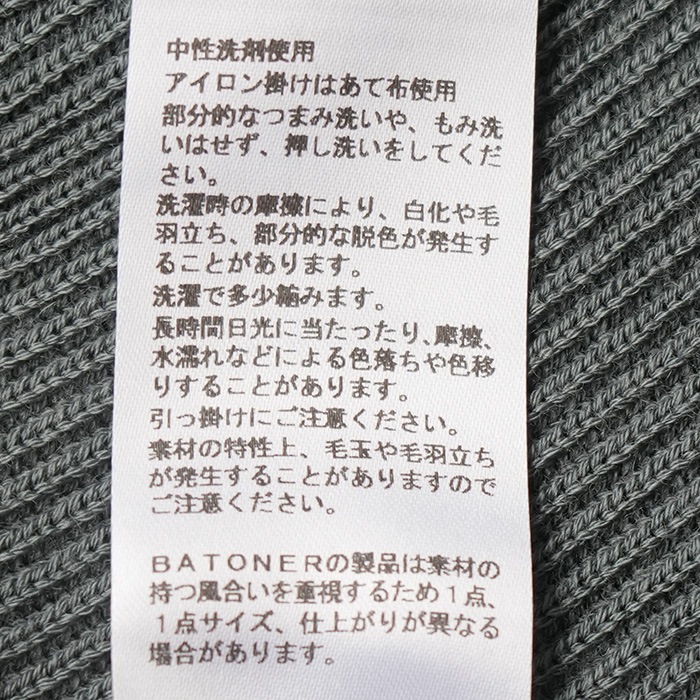 中性洗剤使用
アイロン掛けはあて布使用
部分的なつまみ洗いや、もみ洗
いはせず、押し洗いをしてくだ
さい。
洗濯時の摩擦により、白化や毛
羽立ち、部分的な脱色が発生す
ることがあります。
洗濯で多少縮みます。
長時間日光に当たったり、摩擦、
水濡れなどによる色落ちや色移
りすることがあります。
引っ掛けにご注意ください。
素材の特性上、毛玉や毛羽立ち
が発生することがありますので
ご注意ください。
BATONERの製品は素材の
持つ風合いを重視するため1点、
1点サイズ、仕上がりが異なる
場合があります。